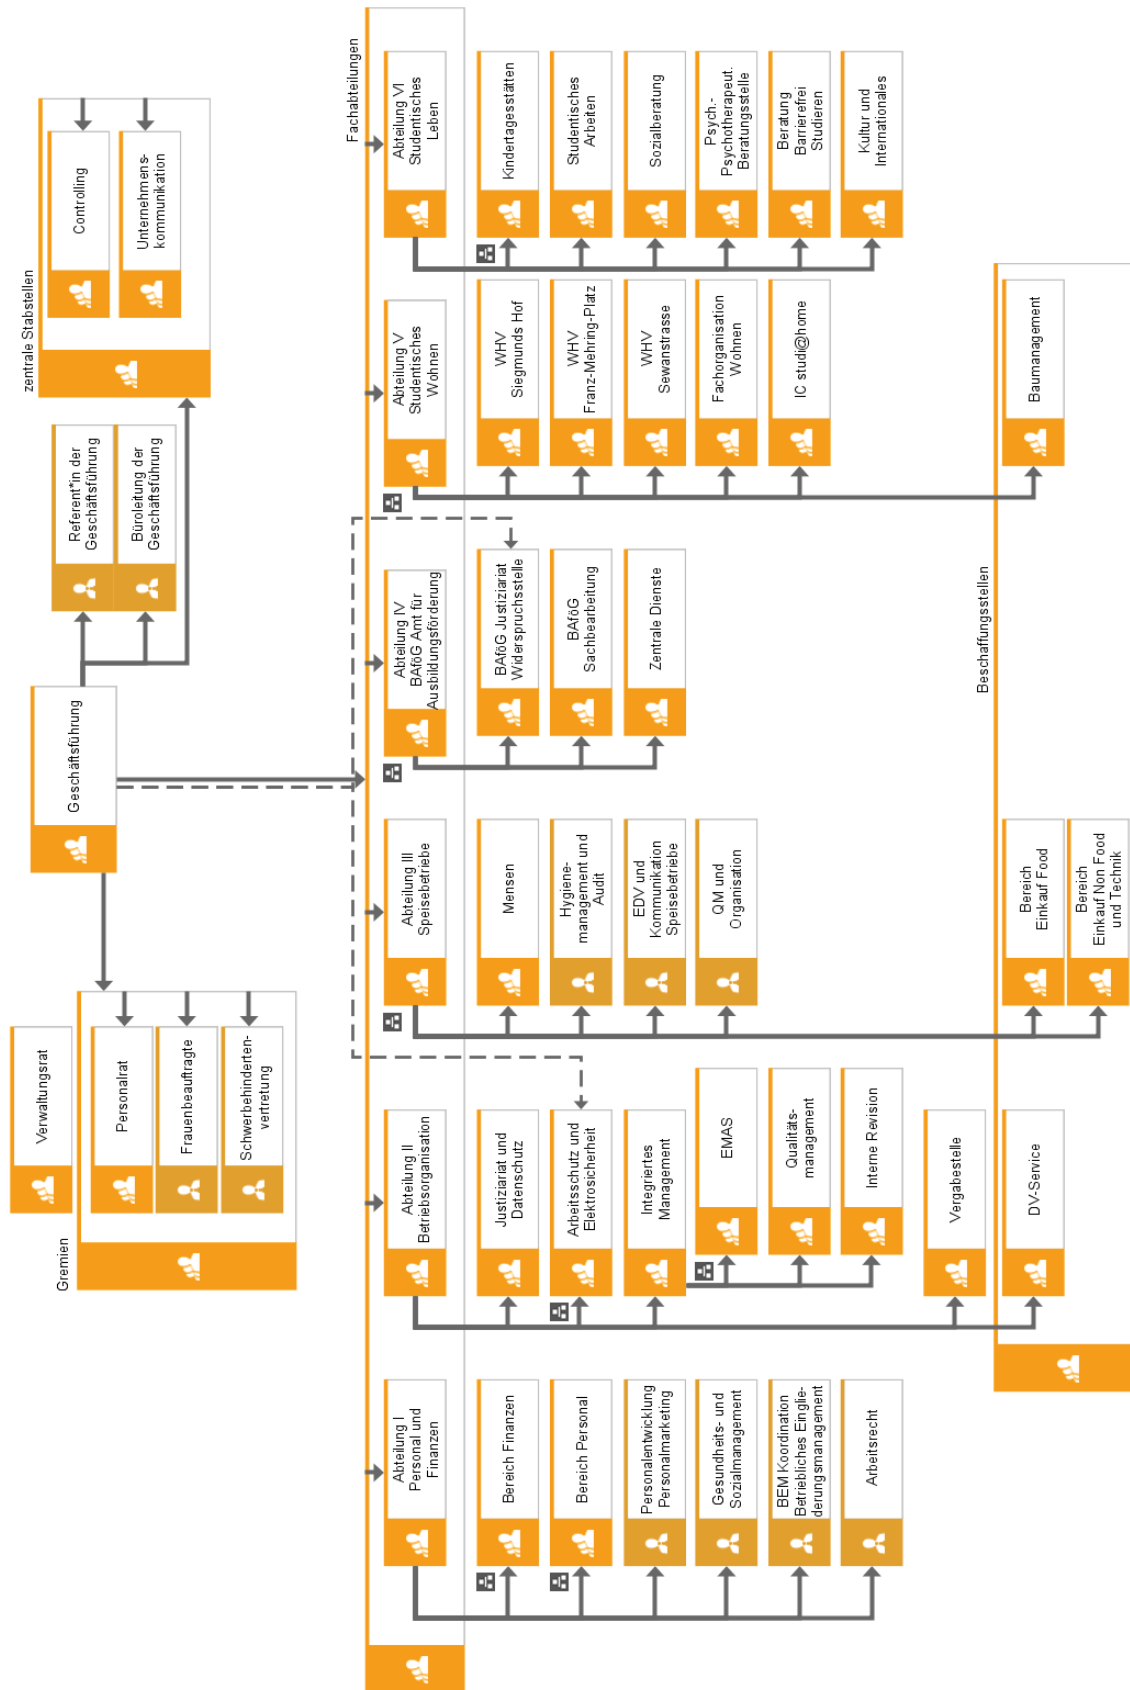 Geschäftsführung
Verwaltungsrat
Gremien
Personalrat
Frauenbeauftragte
Schwerbehinderten-
vertretung
Referent*in der
Geschäftsführung
Büroleitung der
Geschäftsführung
zentrale Stabstellen
Controlling
Unternehmens-
kommunikation
Fachabteilungen
Abteilung I
Personal und
Finanzen
Bereich Finanzen
Bereich Personal
Personalentwicklung
Personalmarketing
Gesundheits- und
Sozialmanagement
BEM Koordination
Betriebliches Einglie-
derungsmanagement
Arbeitsrecht
Abteilung II
Betriebsorganisation
Justiziariat und
Datenschutz
Arbeitsschutz und
Elektrosicherheit
Integriertes
Management
EMAS
Qualitäts-
management
Interne Revision
Vergabestelle
DV-Service
Abteilung III
Speisebetriebe
Mensen
Hygiene-
management und
Audit
EDV und
Kommunikation
Speisebetriebe
QM und
Organisation
Bereich
Einkauf Food
Bereich
Einkauf Non Food
und Technik
Abteilung IV
BAföG Amt für
Ausbildungsförderung
BAföG Justiziariat
Widerspruchsstelle
BAföG
Sachbearbeitung
Zentrale Dienste
Abteilung V
Studentisches
Wohnen
WHV
Siegmunds Hof
WHV
Franz-Mehring-Platz
WHV
Sewanstrasse
Fachorganisation
Wohnen
IC studi@home
Baumanagement
Abteilung VI
Studentisches
Leben
Kindertagesstätten
Studentisches
Arbeiten
Sozialberatung
Psych.-
Psychotherapeut.
Beratungsstelle
Beratung
Barrierefrei
Studieren
Kultur und
Internationales
Beschaffungsstellen